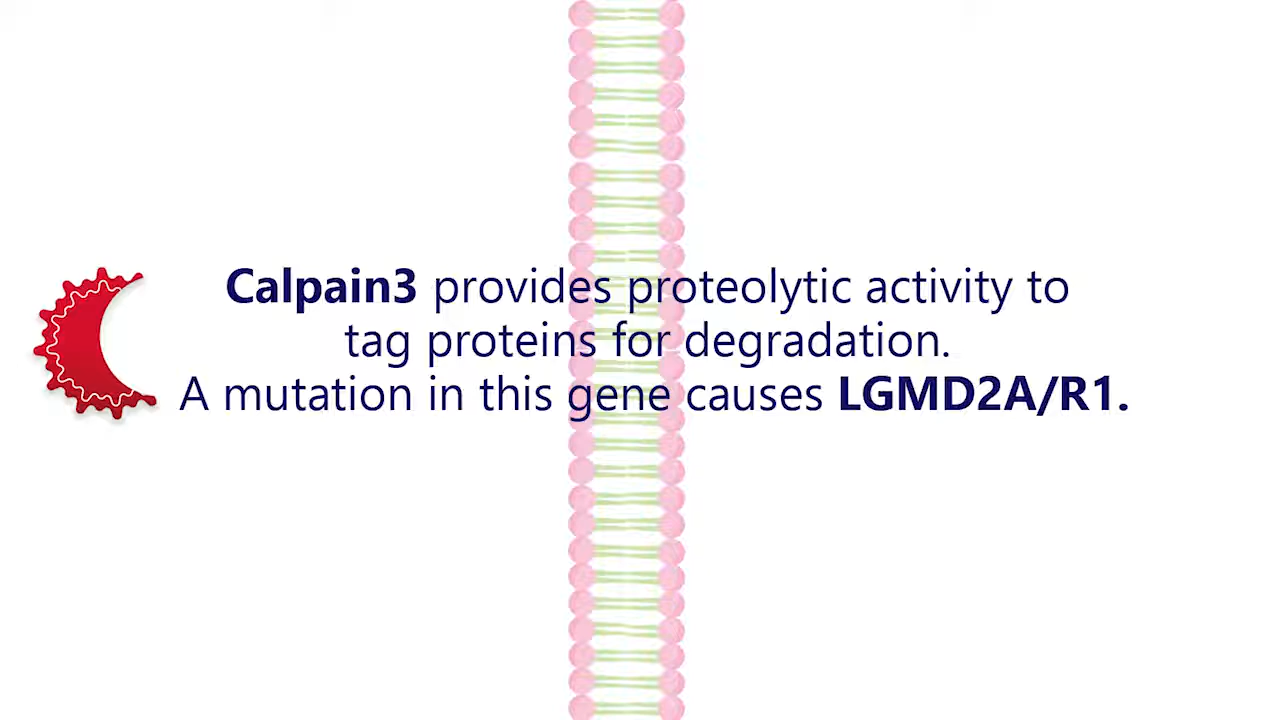 Calpain3 provides proteolytic activity to
tag proteins for degradation.
A mutation in this gene causes LGMD2A/R1.